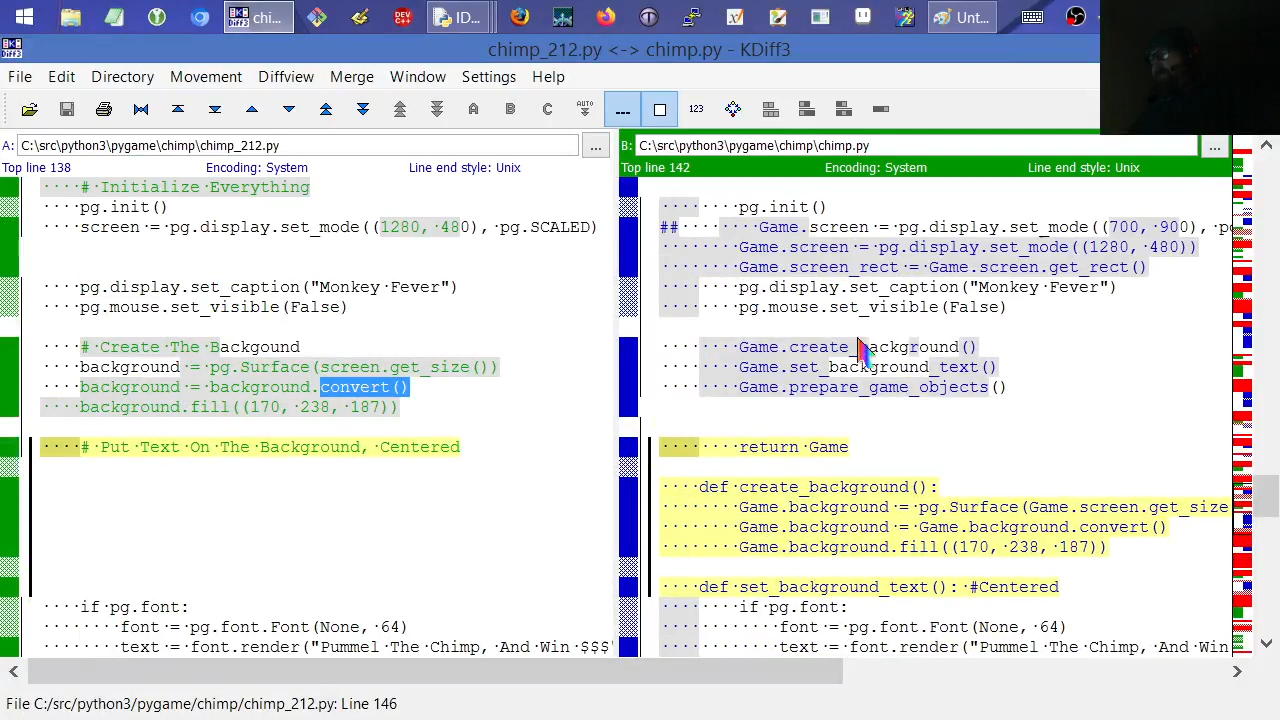 chi...
DEV C++
ID...
Unt...
chimp_212.py <-> chimp.py - KDiff3
File Edit Directory Movement Diffview Merge Window Settings Help
A B C AUTO 123
A: C:\src\python3\pygame\chimp\chimp_212.py ...
Top line 138 Encoding: System Line end style: Unix
····#·Initialize·Everything
····pg.init()
····screen·=·pg.display.set_mode((1280,·480),·pg.SCALED)
····pg.display.set_caption("Monkey·Fever")
····pg.mouse.set_visible(False)
····#·Create·The·Backgound
····background·=·pg.Surface(screen.get_size())
····background·=·background.convert()
····background.fill((170,·238,·187))
····#·Put·Text·On·The·Background,·Centered
····if·pg.font:
········font·=·pg.font.Font(None,·64)
········text·=·font.render("Pummel·The·Chimp,·And·Win·$$$"
B: C:\src\python3\pygame\chimp\chimp.py ...
Top line 142 Encoding: System Line end style: Unix
········pg.init()
##····	····Game.screen·=·pg.display.set_mode((700,·900),·p
········Game.screen·=·pg.display.set_mode((1280,·480))
········Game.screen_rect·=·Game.screen.get_rect()
········pg.display.set_caption("Monkey·Fever")
········pg.mouse.set_visible(False)
········Game.create_background()
········Game.set_background_text()
········Game.prepare_game_objects()
········return·Game
····def·create_background():
········Game.background·=·pg.Surface(Game.screen.get_size
········Game.background·=·Game.background.convert()
········Game.background.fill((170,·238,·187))
····def·set_background_text():·#Centered
········if·pg.font:
············font·=·pg.font.Font(None,·64)
············text·=·font.render("Pummel·The·Chimp,·And·Win
File C:/src/python3/pygame/chimp/chimp_212.py: Line 146